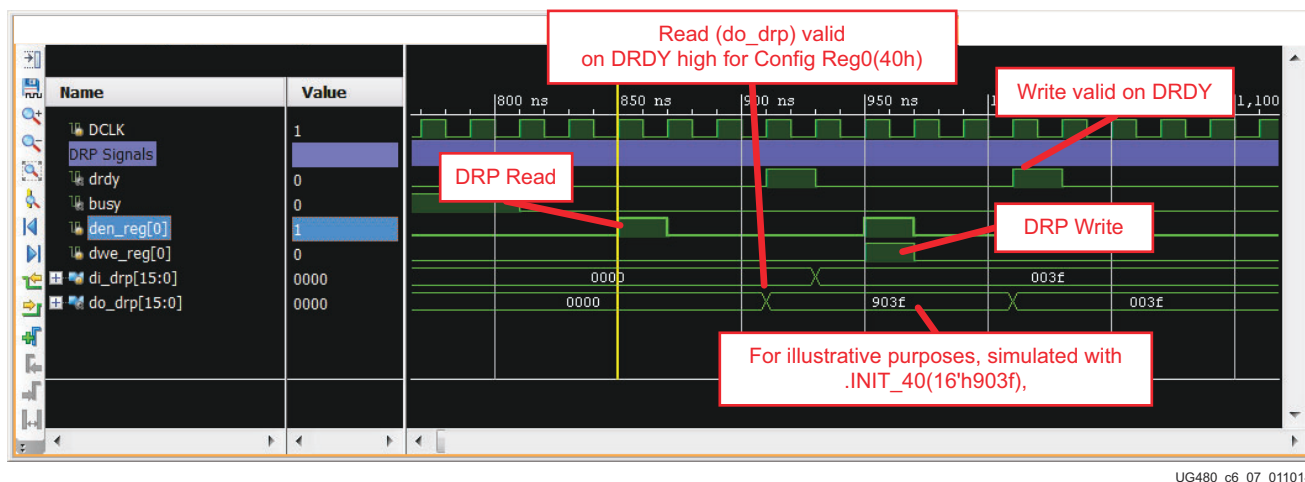 Read (do_drp) valid
on DRDY high for Config Reg0(40h)
Name
Value
800 ns
850 ns
900 ns
950 ns
1,100
Write valid on DRDY
DCLK
1
DRP Signals
drdy
0
DRP Read
busy
0
den_reg[0]
1
DRP Write
dwe_reg[0]
0
di_drp[15:0]
0000
0000
003f
do_drp[15:0]
0000
0000
903f
003f
For illustrative purposes, simulated with
.INIT_40(16'h903f),